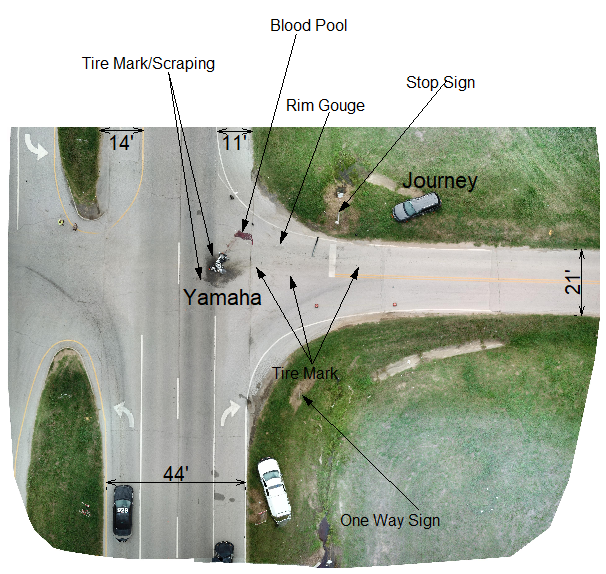 Blood Pool
Tire Mark/Scraping
Stop Sign
Rim Gouge
14'
11'
Journey
21'
Yamaha
Tire Mark
44'
One Way Sign